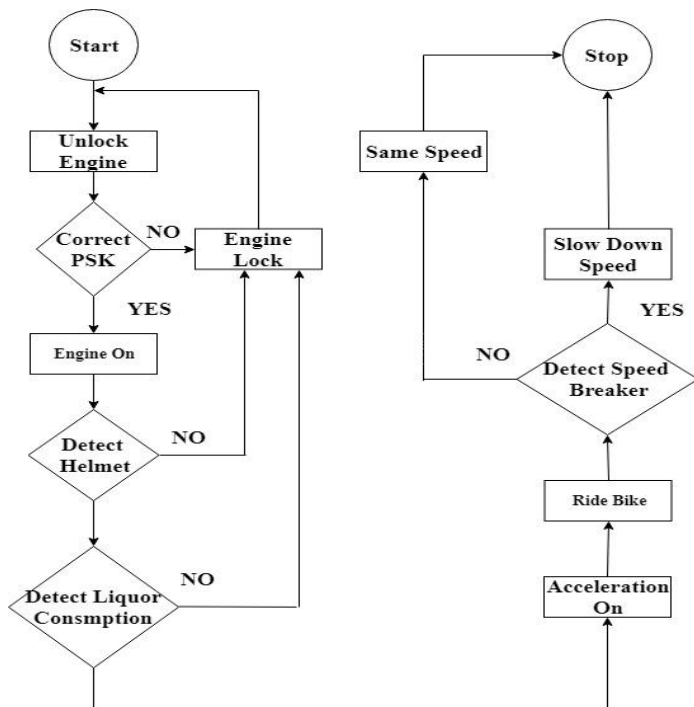 Start
Unlock
Engine
Correct
PSK
NO
Engine
Lock
YES
Engine On
Detect
Helmet
NO
Detect Liquor
Consmption
NO
Stop
Same Speed
Slow Down
Speed
YES
NO
Detect Speed
Breaker
Ride Bike
Acceleration
On